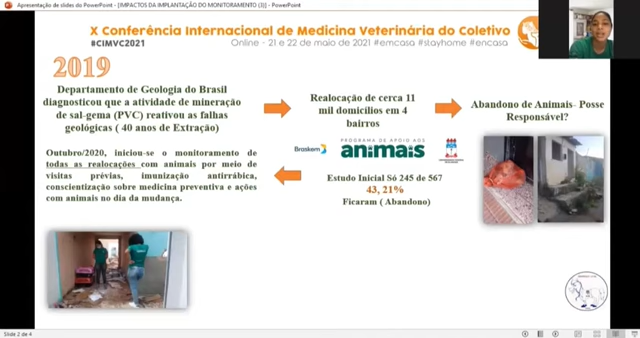 Apresentação de slides do PowerPoint - [IMPACTOS DA IMPLANTAÇÃO DO MONITORAMENTO (3)] - PowerPoint
X Conferência Internacional de Medicina Veterinária do Coletivo
#CIMVC2021
Online - 21 e 22 de maio de 2021 #emcasa #stayhome #encasa
2019
Departamento de Geologia do Brasil
diagnosticou que a atividade de mineração
de sal-gema (PVC) reativou as falhas
geológicas ( 40 anos de Extração)
Realocação de cerca 11
mil domicílios em 4
bairros
Abandono de Animais- Posse
Responsável?
Outubro/2020, iniciou-se o monitoramento de
todas as realocações com animais por meio de
visitas prévias, imunização antirrábica,
conscientização sobre medicina preventiva e ações
com animais no dia da mudança.
Braskem
PROGRAMA DE APOIO AOS
animais
Estudo Inicial Só 245 de 567
43, 21%
Ficaram ( Abandono)
Slide 2 de 4